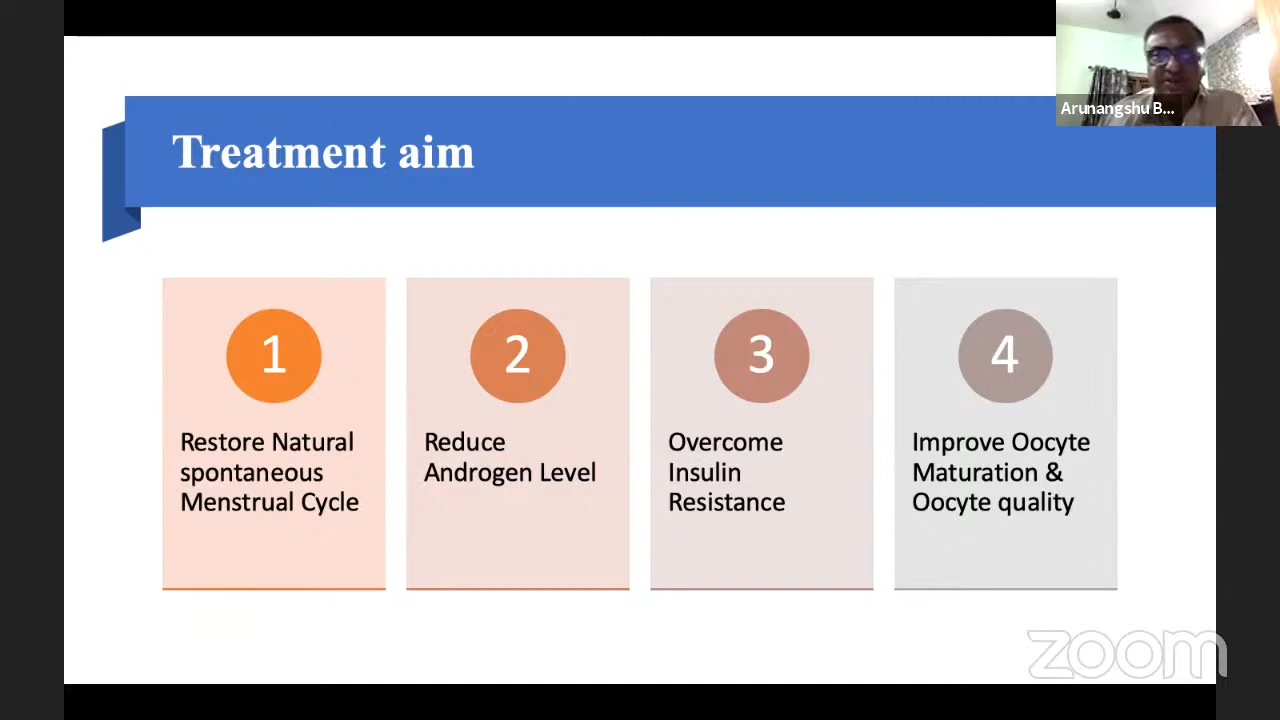 Arunangshu B...
Treatment aim
1
Restore Natural
spontaneous
Menstrual Cycle
2
Reduce
Androgen Level
3
Overcome
Insulin
Resistance
4
Improve Oocyte
Maturation &
Oocyte quality
zoom